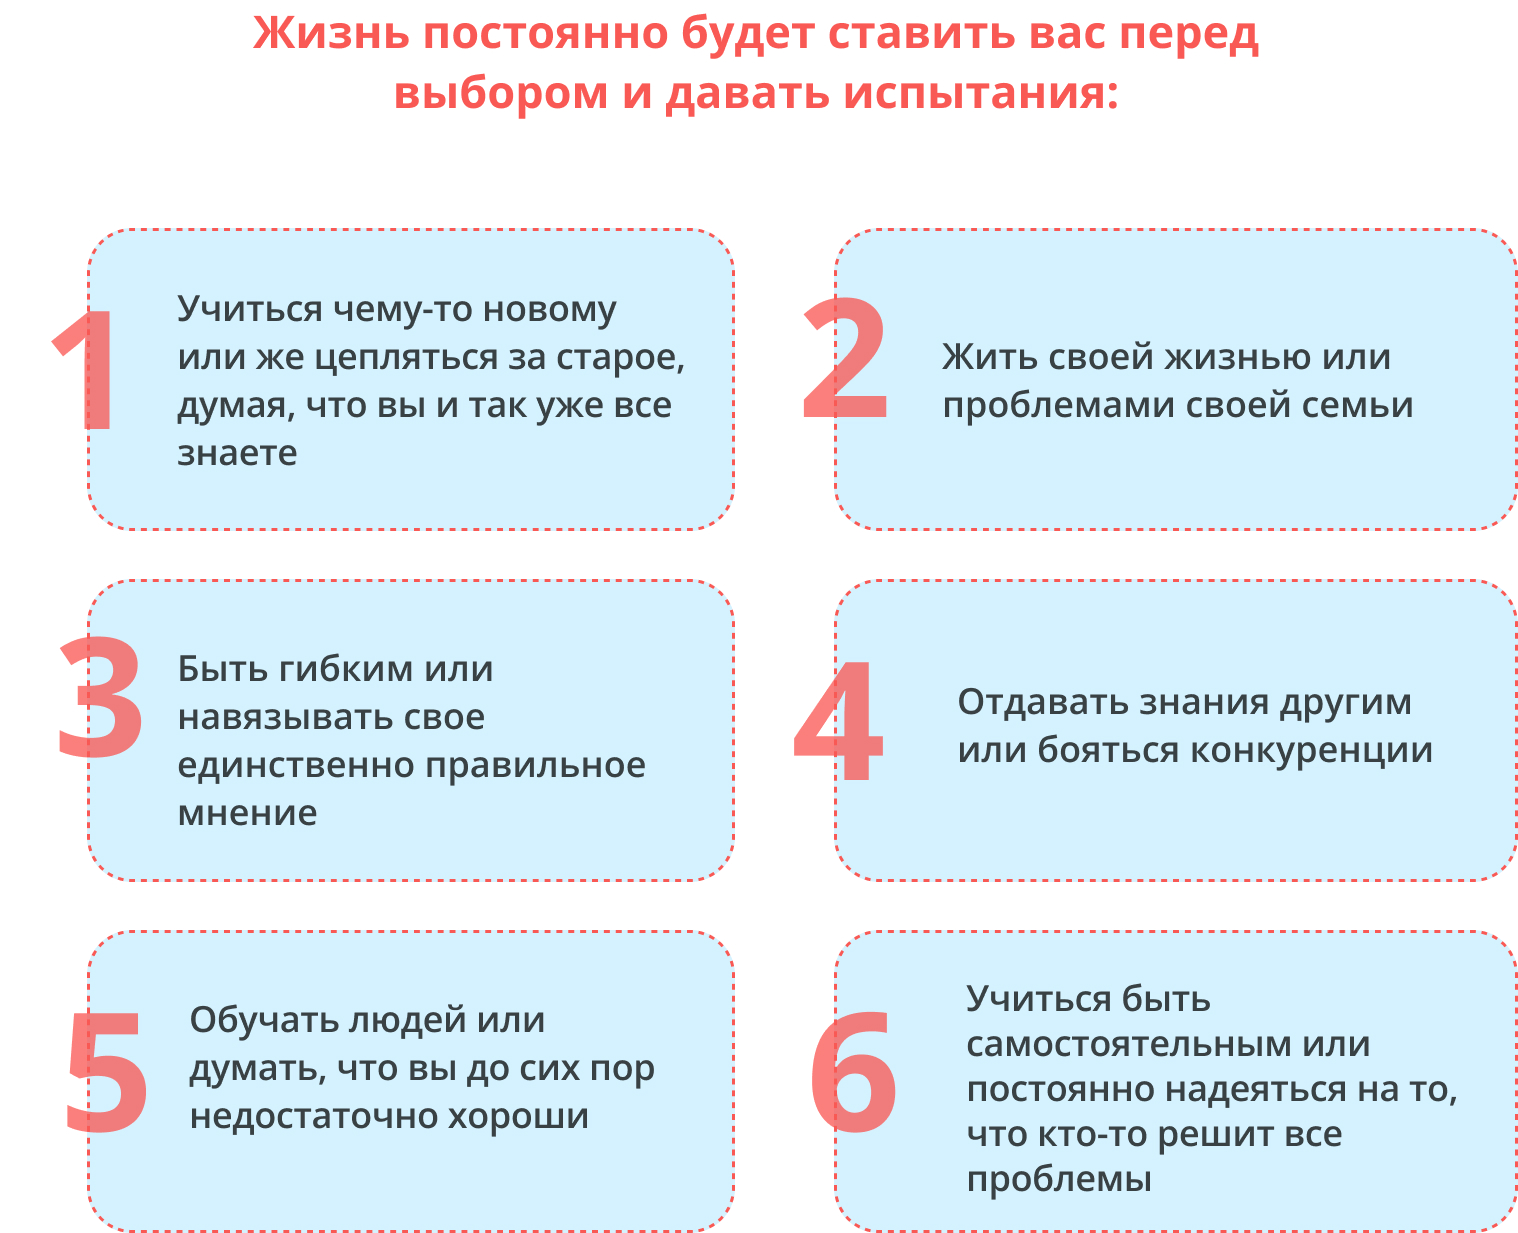 Жизнь постоянно будет ставить вас перед
выбором и давать испытания:
1
Учиться чему-то новому
или же цепляться за старое,
думая, что вы и так уже все
знаете
2
Жить своей жизнью или
проблемами своей семьи
3
Быть гибким или
навязывать свое
единственно правильное
мнение
4
Отдавать знания другим
или бояться конкуренции
5
Обучать людей или
думать, что вы до сих пор
недостаточно хороши
6
Учиться быть
самостоятельным или
постоянно надеяться на то,
что кто-то решит все
проблемы